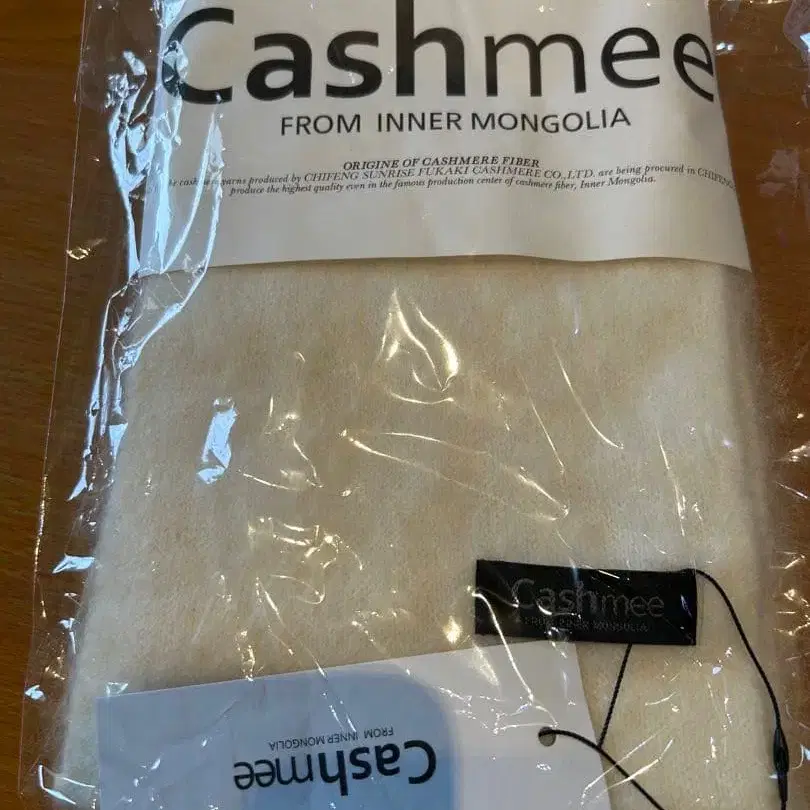 Cashmee
FROM INNER MONGOLIA
ORIGINE OF CASHMERE FIBER
cashmere yarns produced by CHIFENG SUNRISE FUKAKI CASHMERE CO.,LTD. are being procured in CHIFENG
produce the highest quality even in the famous production center of cashmere fiber, Inner Mongolia.
Cashmee
FROM INNER MONGOLIA
Cashmee
FROM INNER MONGOLIA